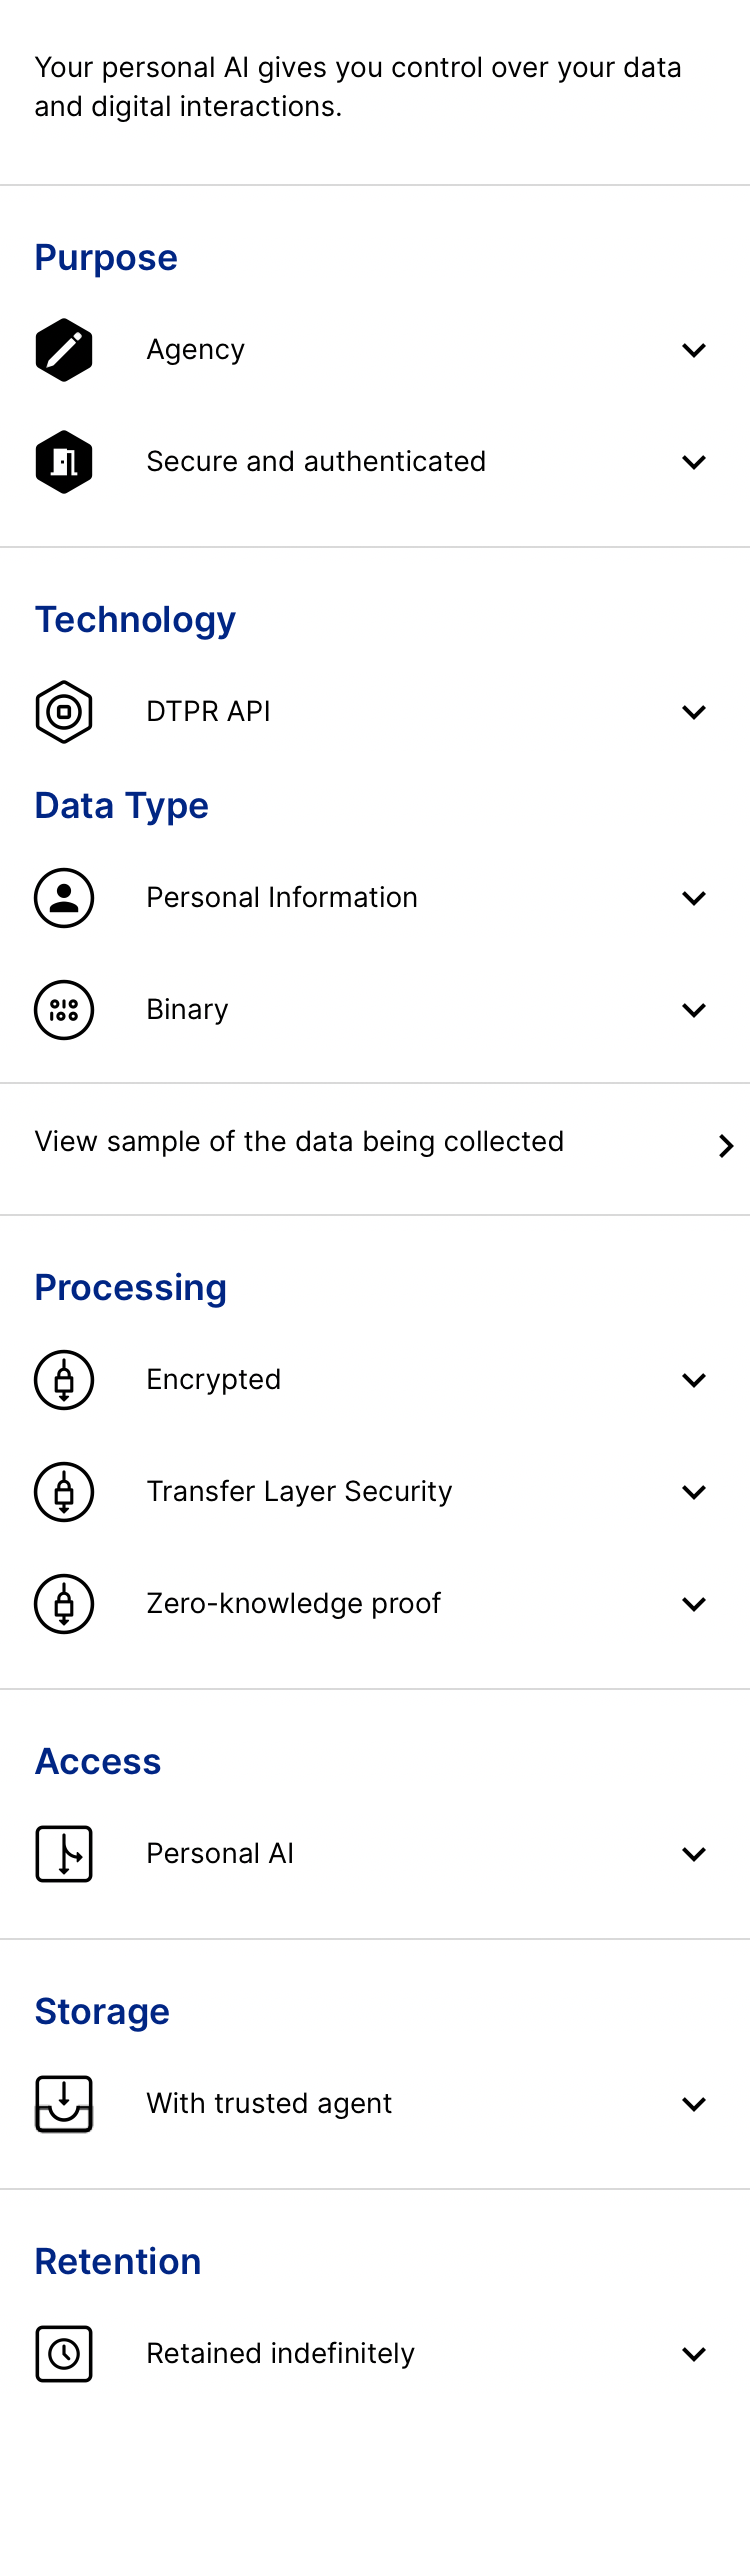 Your personal AI gives you control over your data
and digital interactions.
Purpose
Agency
Secure and authenticated
Technology
DTPR API
Data Type
Personal Information
Binary
View sample of the data being collected
Processing
Encrypted
Transfer Layer Security
Zero-knowledge proof
Access
Personal AI
Storage
With trusted agent
Retention
Retained indefinitely